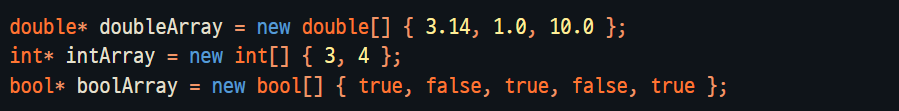 double* doubleArray = new double[] { 3.14, 1.0, 10.0 };
int* intArray = new int[] { 3, 4 };
bool* boolArray = new bool[] { true, false, true, false, true };